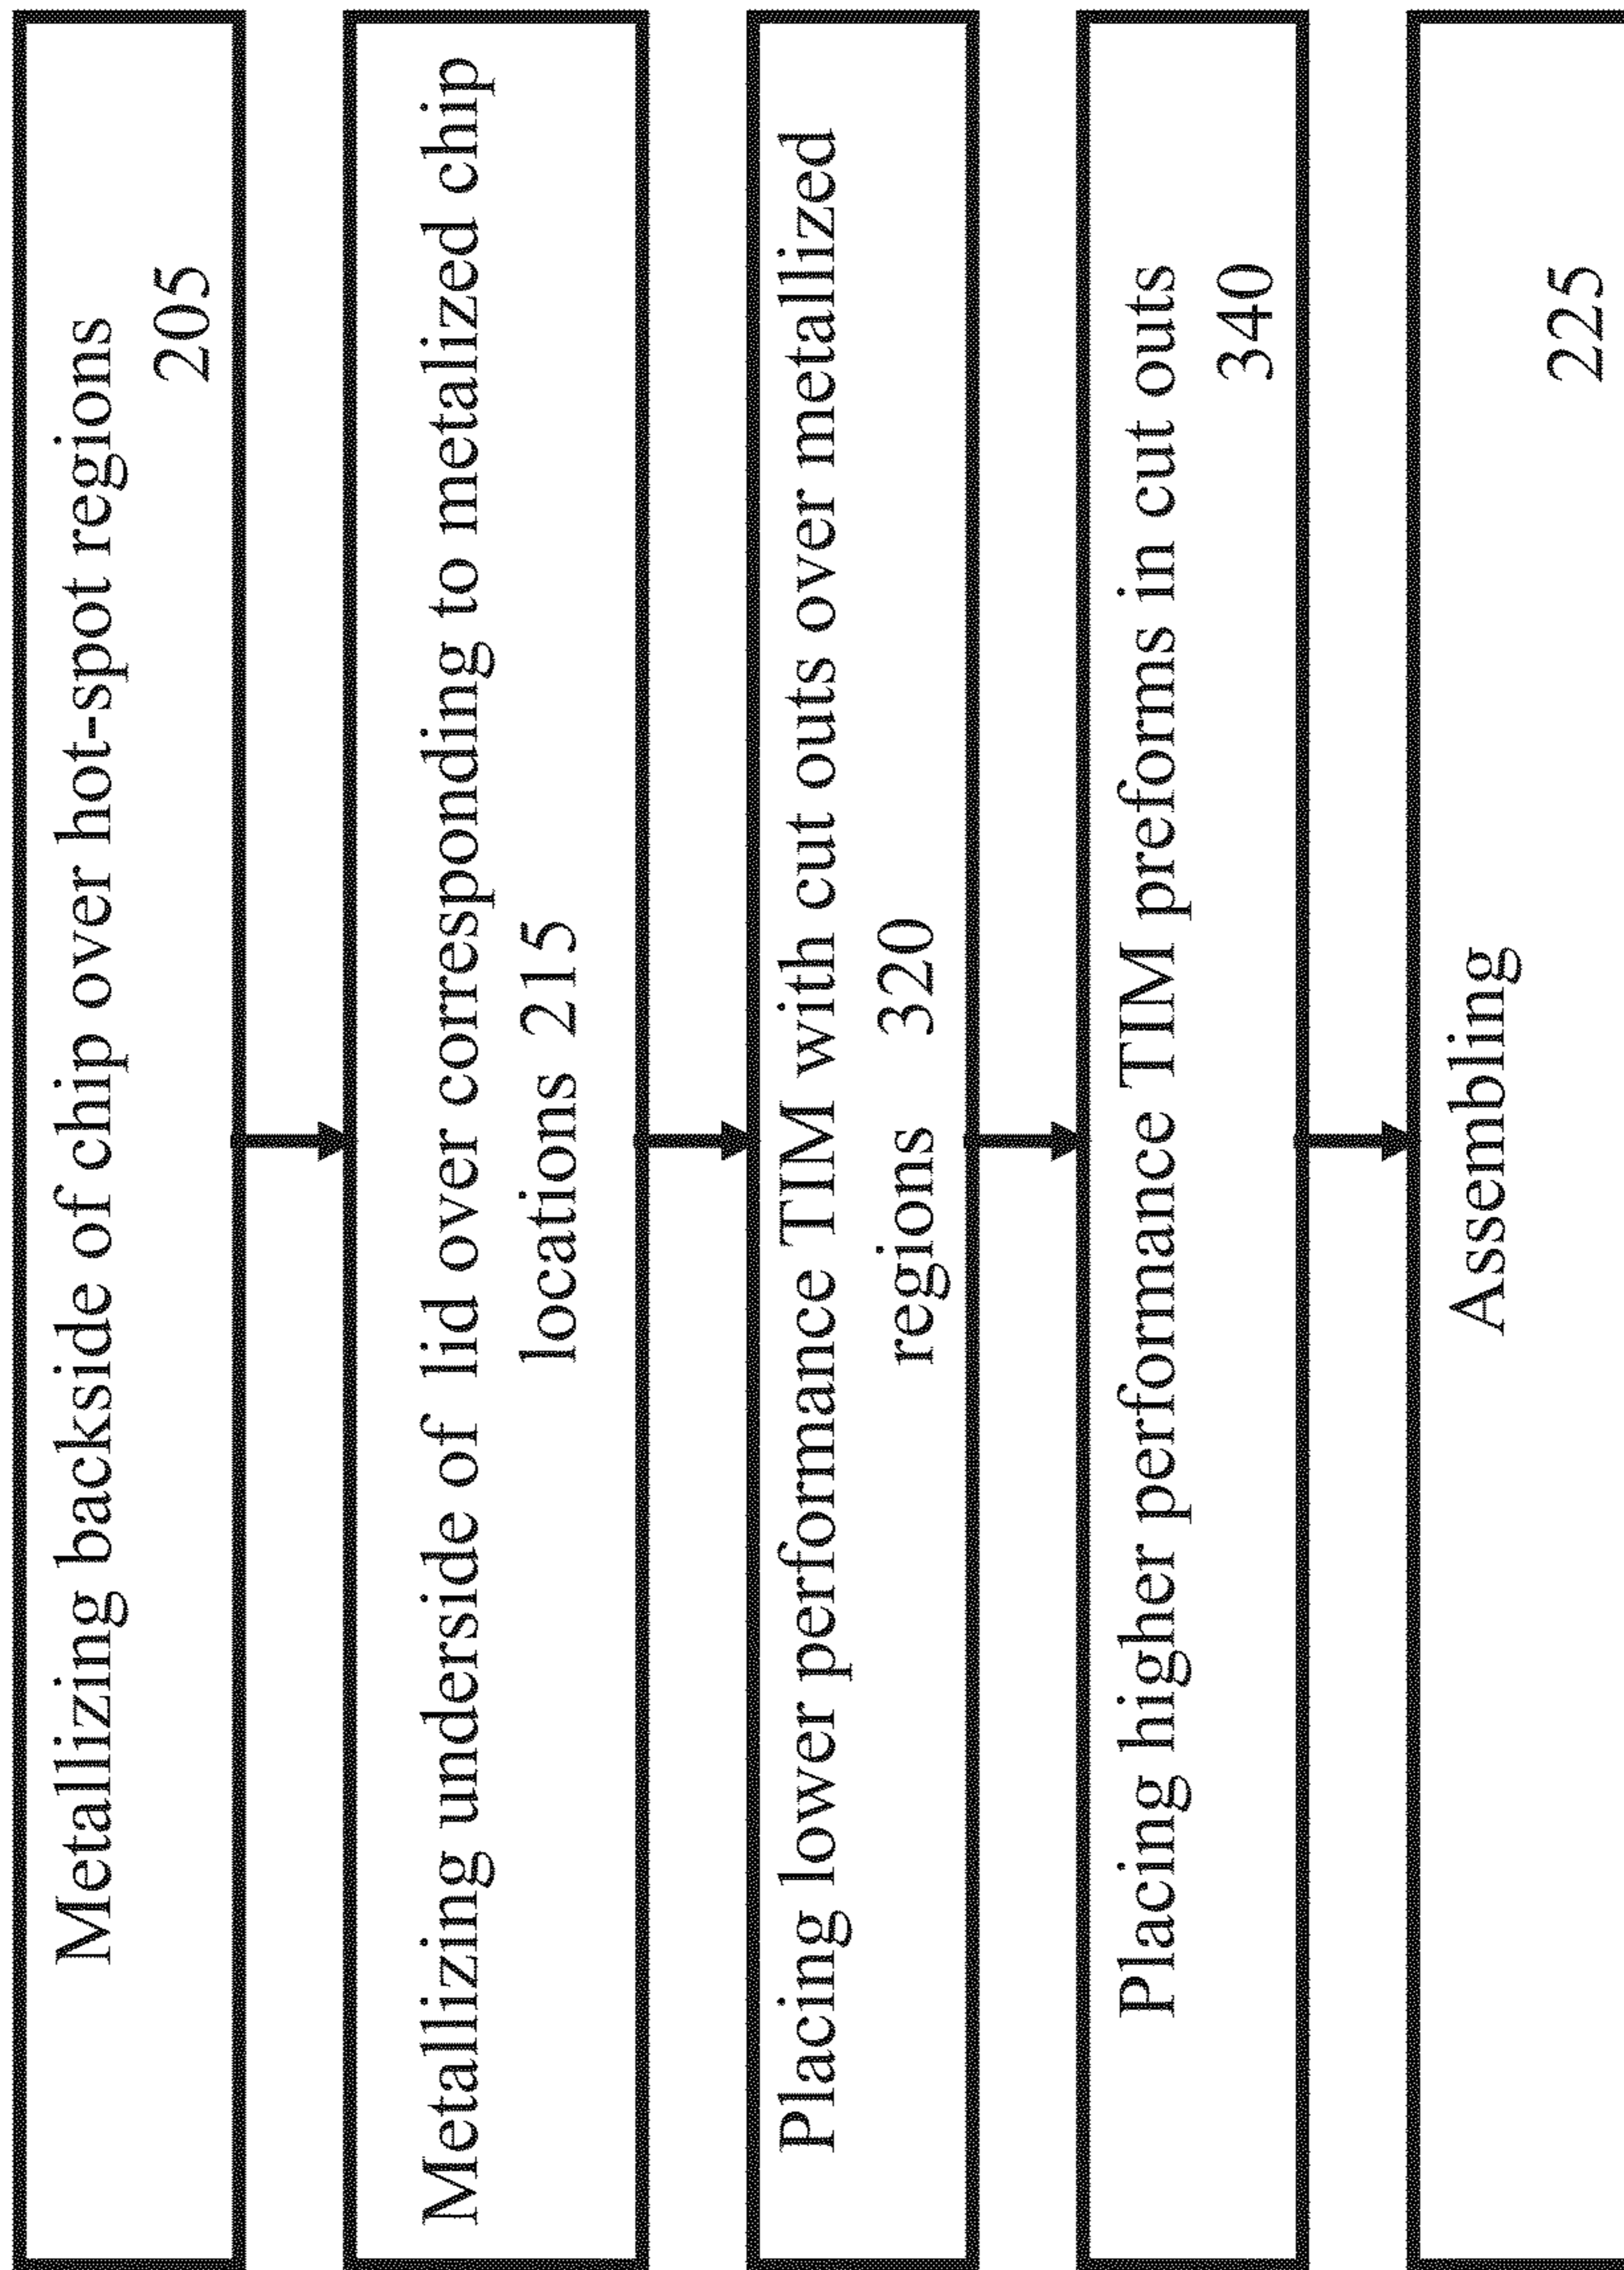 Metallizing backside of chip over hot-spot regions
205
Metallizing underside of lid over corresponding to metalized chip
locations 215
Placing lower performance TIM with cut outs over metallized
regions 320
Placing higher performance TIM preforms in cut outs
340
Assembling
225